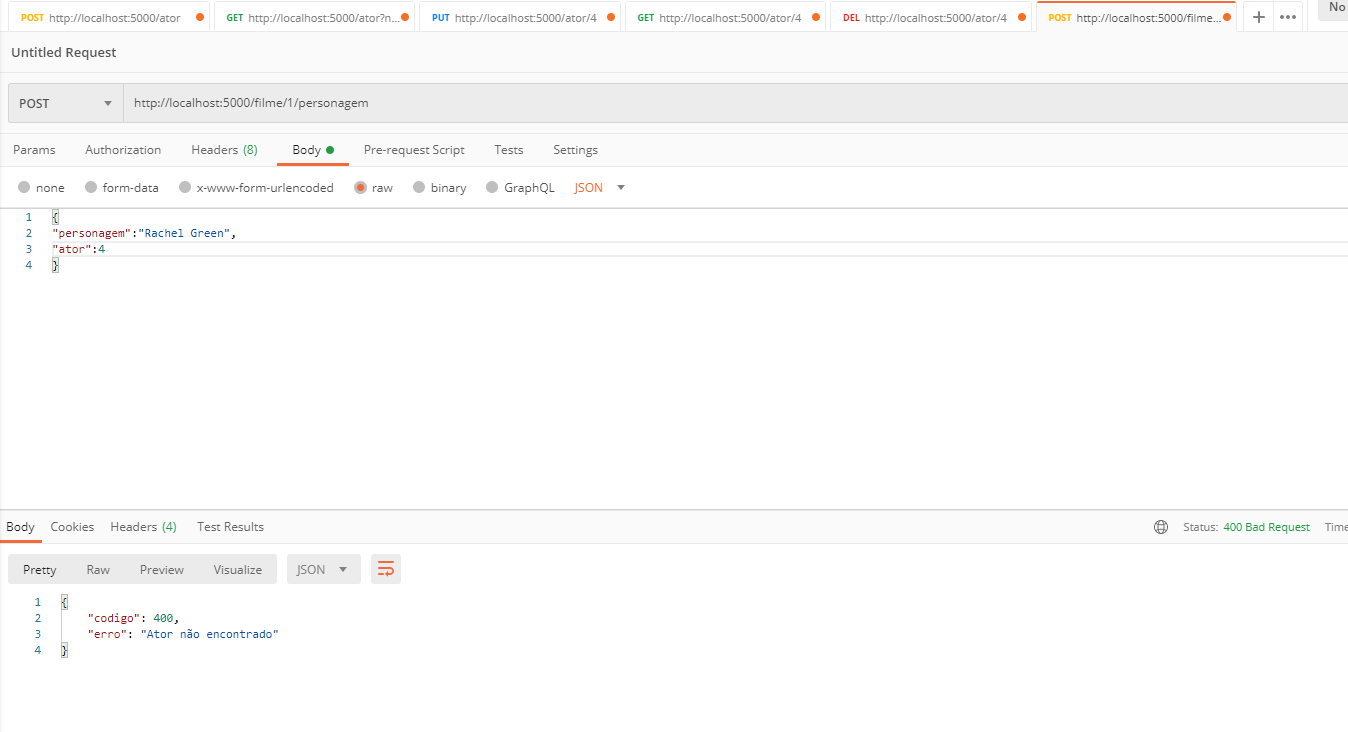 POST http://localhost:5000/ator GET http://localhost:5000/ator?n... PUT http://localhost:5000/ator/4 GET http://localhost:5000/ator/4 DEL http://localhost:5000/ator/4 POST http://localhost:5000/filme... + ••• No
Untitled Request
POST http://localhost:5000/filme/1/personagem
Params Authorization Headers (8) Body Pre-request Script Tests Settings
none form-data x-www-form-urlencoded raw binary GraphQL JSON
1 {
2 "personagem":"Rachel Green",
3 "ator":4
4 }
Body Cookies Headers (4) Test Results Status: 400 Bad Request Time
Pretty Raw Preview Visualize JSON
1 {
2 "codigo": 400,
3 "erro": "Ator não encontrado"
4 }